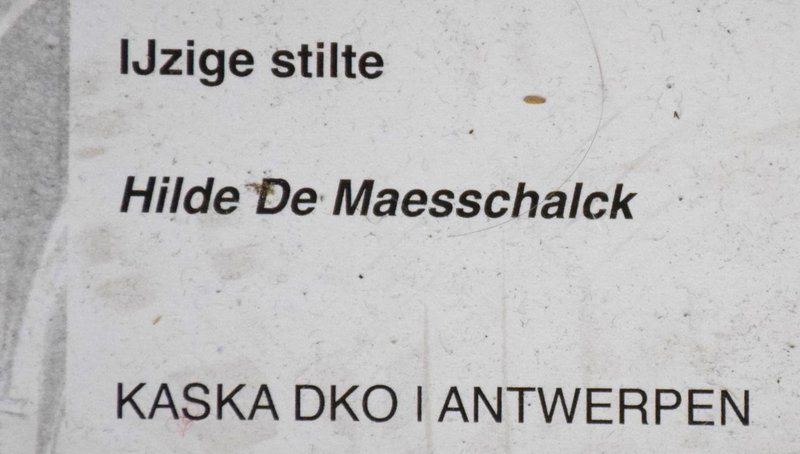 IJzige stilte
Hilde De Maesschalck
KASKA DKO | ANTWERPEN